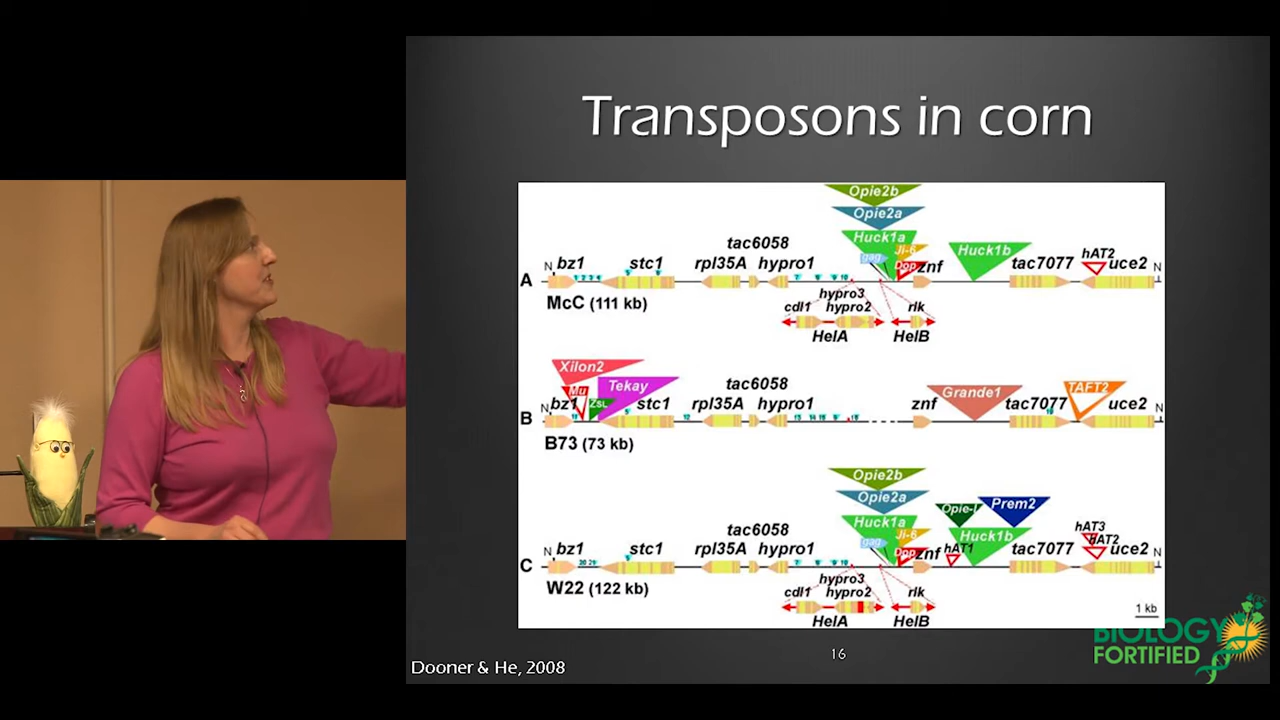 Transposons in corn
Opie2b
Opie2a
Huck1a
gag
Ji-6
Dop
Huck1b
tac6058
N bz1 stc1 rpl35A hypro1 znf tac7077 hAT2 uce2 N
A
McC (111 kb)
hypro3
cdl1 hypro2 rlk
HelA HelB
Xilon2
Mu
Tekay
Zsl
Grande1
TAFT2
tac6058
N bz1 stc1 rpl35A hypro1 znf tac7077 uce2 N
B
B73 (73 kb)
Opie2b
Opie2a
Huck1a
gag
Ji-6
Dop
Prem2
Huck1b
hAT1
hAT3
hAT2
tac6058
N bz1 stc1 rpl35A hypro1 znf tac7077 uce2 N
C
W22 (122 kb)
hypro3
cdl1 hypro2 rlk
HelA HelB
1 kb
16
Dooner & He, 2008
BIOLOGY
FORTIFIED